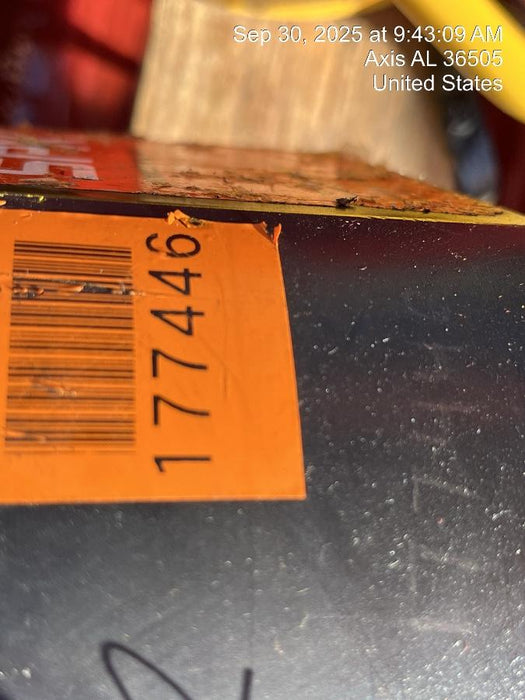 Sep 30, 2025 at 9:43:09 AM
Axis AL 36505
United States
177446